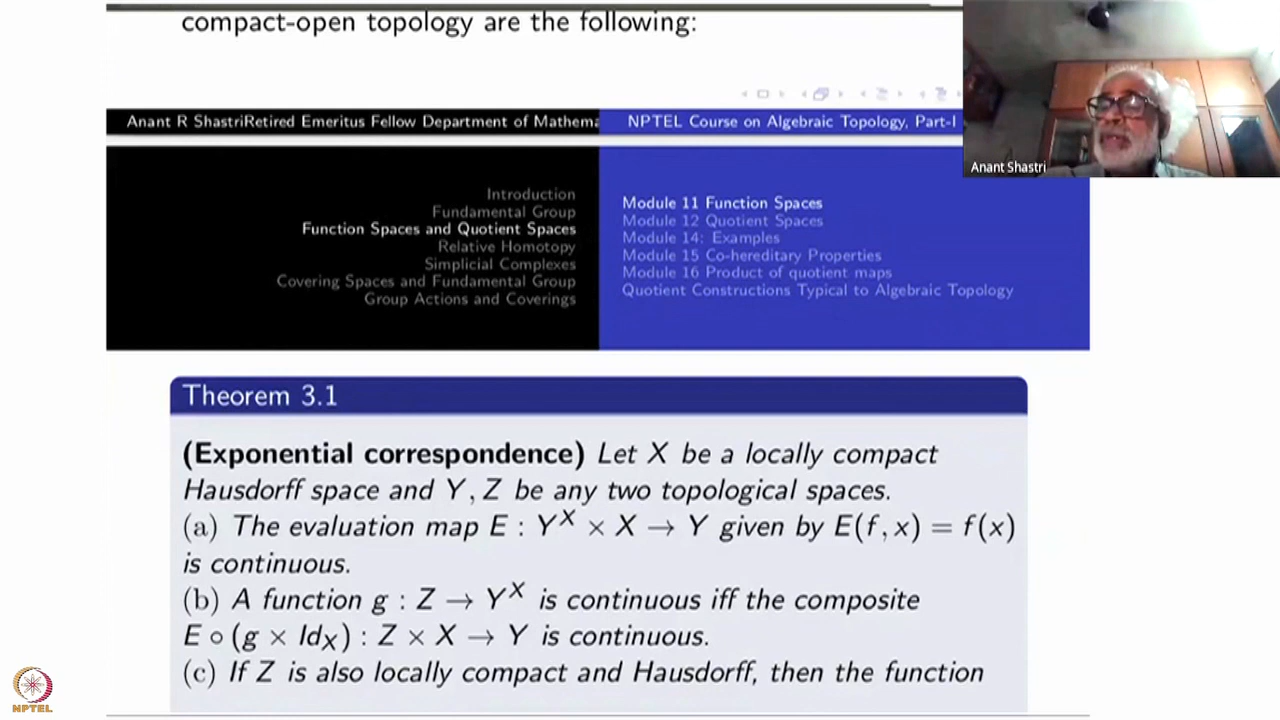 compact-open topology are the following:
Anant R ShastriRetired Emeritus Fellow Department of Mathema
NPTEL Course on Algebraic Topology, Part-I
Anant Shastri
Introduction
Fundamental Group
Function Spaces and Quotient Spaces
Relative Homotopy
Simplicial Complexes
Covering Spaces and Fundamental Group
Group Actions and Coverings
Module 11 Function Spaces
Module 12 Quotient Spaces
Module 14: Examples
Module 15 Co-hereditary Properties
Module 16 Product of quotient maps
Quotient Constructions Typical to Algebraic Topology
Theorem 3.1
(Exponential correspondence) Let X be a locally compact
Hausdorff space and Y, Z be any two topological spaces.
(a) The evaluation map E : Y^X × X → Y given by E(f, x) = f(x)
is continuous.
(b) A function g : Z → Y^X is continuous iff the composite
E ∘ (g × Id_X) : Z × X → Y is continuous.
(c) If Z is also locally compact and Hausdorff, then the function
NPTEL